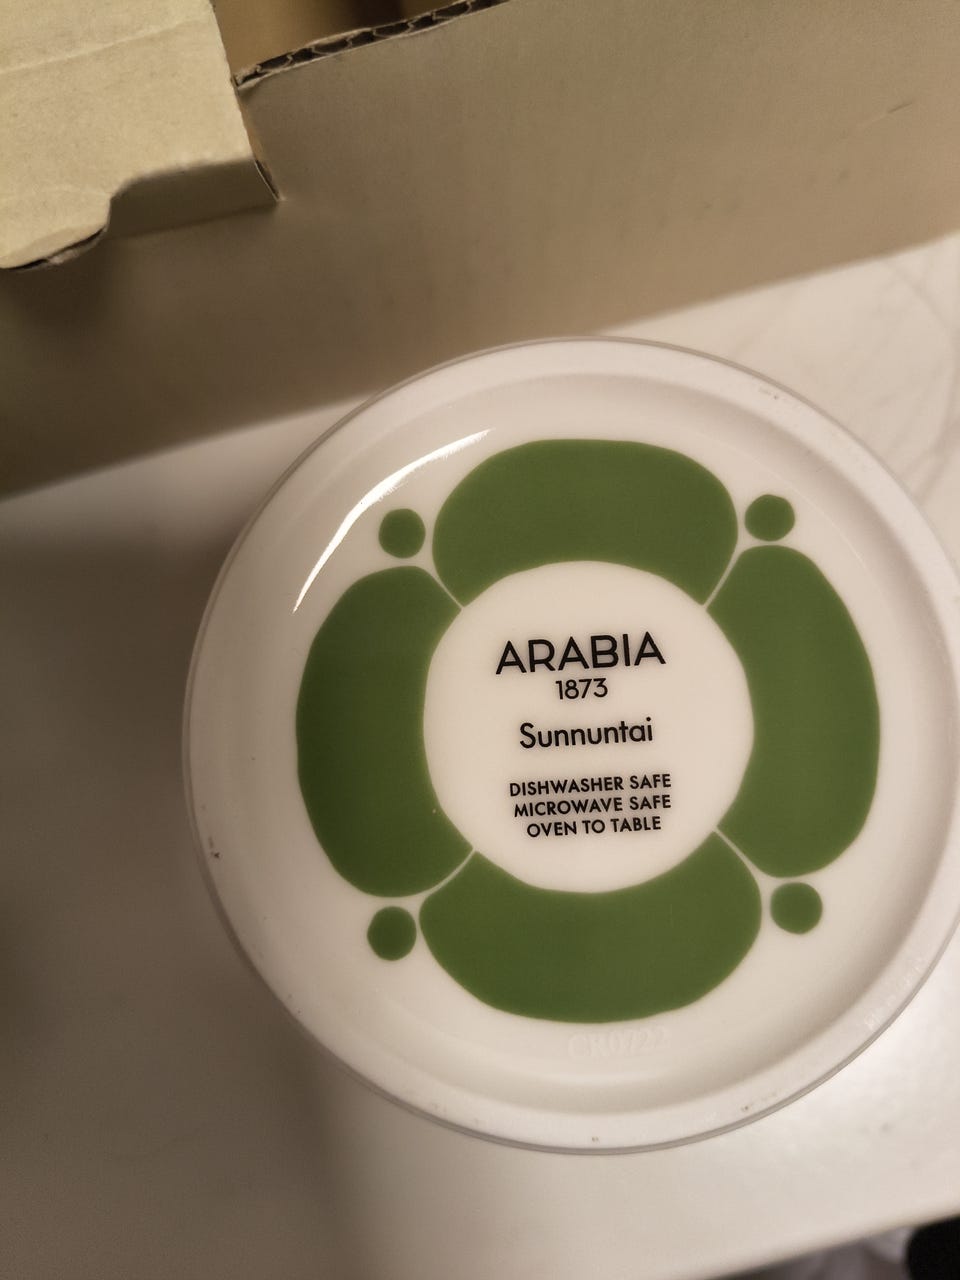 ARABIA
1873
Sunnuntai
DISHWASHER SAFE
MICROWAVE SAFE
OVEN TO TABLE